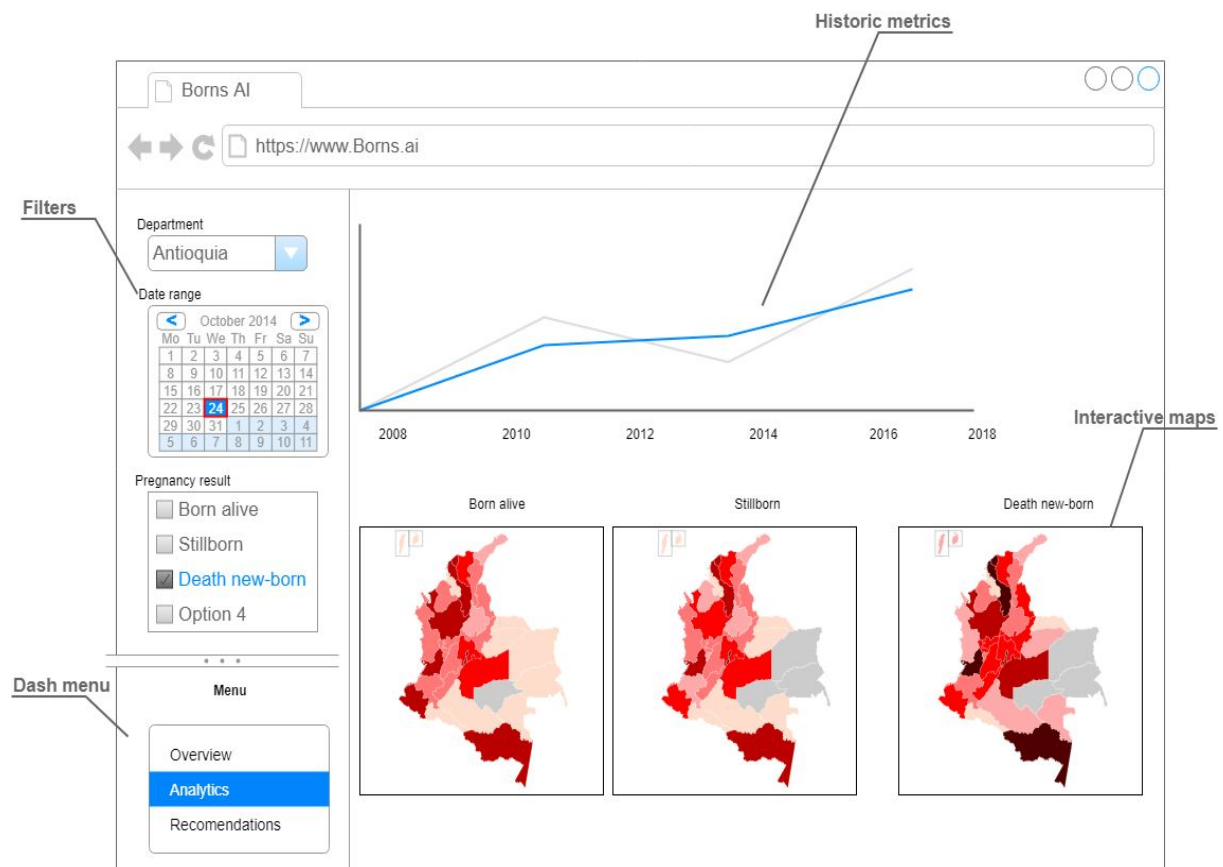 Historic metrics
Borns AI
https://www.Borns.ai
Filters
Department
Antioquia
Date range
< October 2014 >
Mo Tu We Th Fr Sa Su
1 2 3 4 5 6 7
8 9 10 11 12 13 14
15 16 17 18 19 20 21
22 23 24 25 26 27 28
29 30 31 1 2 3 4
5 6 7 8 9 10 11
Pregnancy result
Born alive
Stillborn
Death new-born
Option 4
2008 2010 2012 2014 2016 2018
Interactive maps
Born alive
Stillborn
Death new-born
Dash menu
Menu
Overview
Analytics
Recomendations